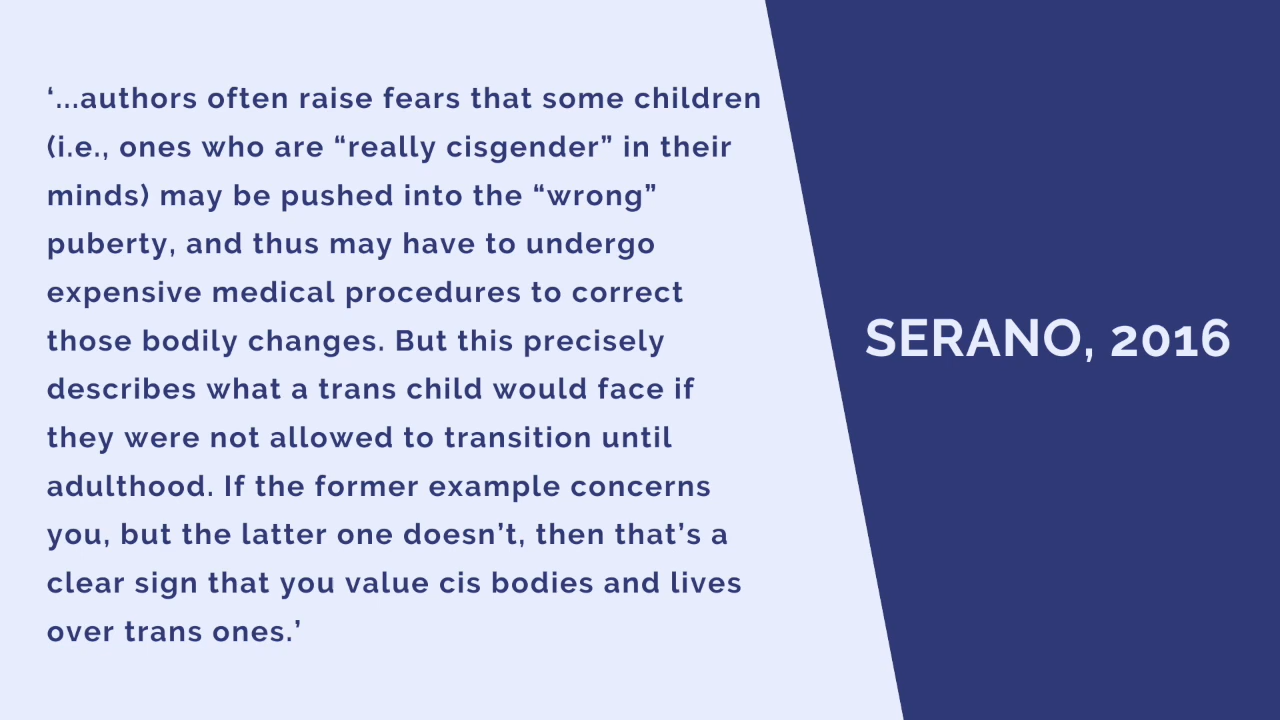 ‘...authors often raise fears that some children
(i.e., ones who are “really cisgender” in their
minds) may be pushed into the “wrong”
puberty, and thus may have to undergo
expensive medical procedures to correct
those bodily changes. But this precisely
describes what a trans child would face if
they were not allowed to transition until
adulthood. If the former example concerns
you, but the latter one doesn’t, then that’s a
clear sign that you value cis bodies and lives
over trans ones.’
SERANO, 2016